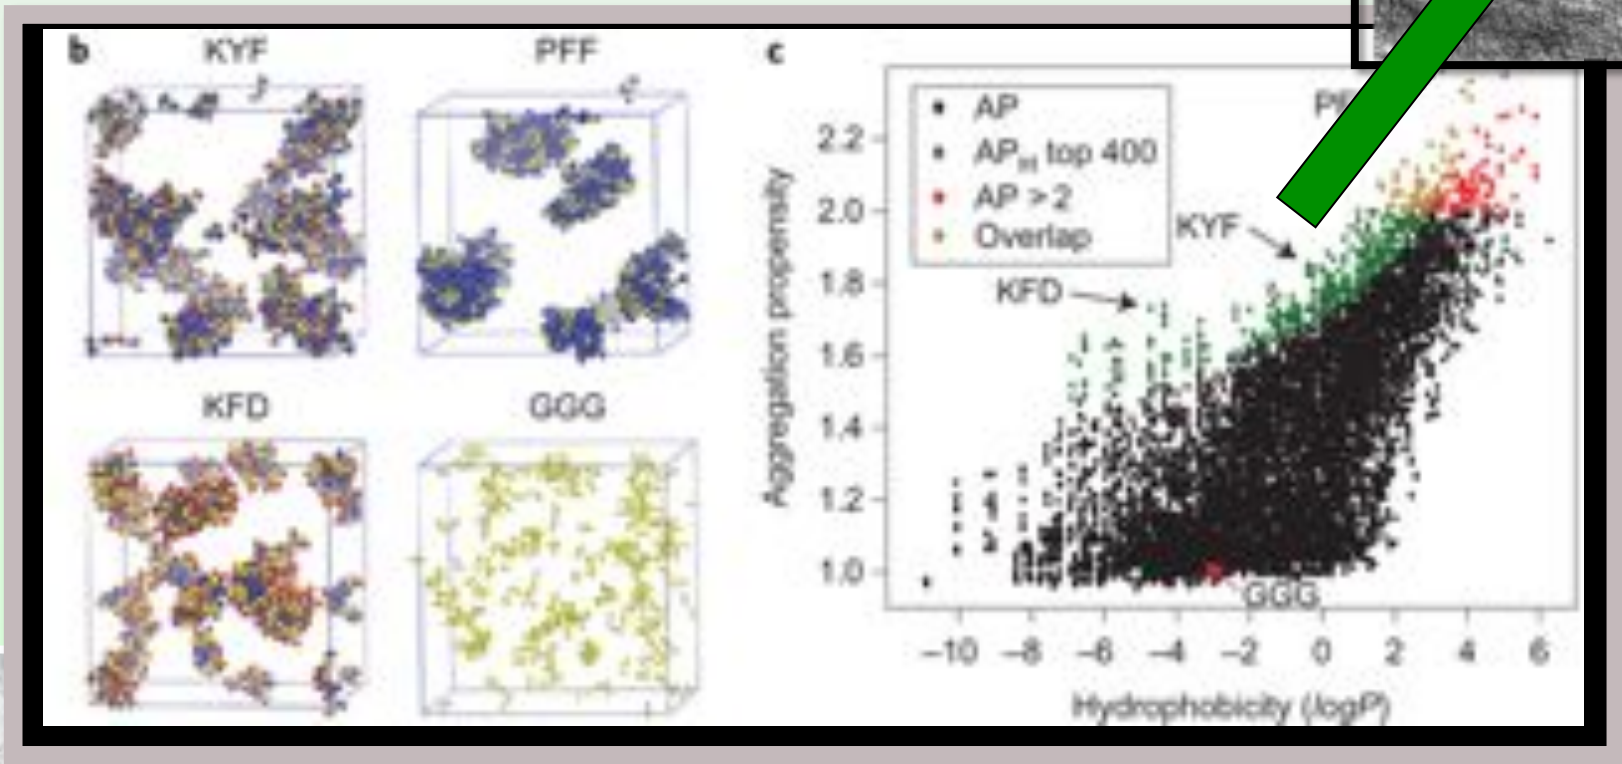 b
KYF
PFF
KFD
GGG
c
AP
AP_H top 400
AP > 2
Overlap
KYF
KFD
GGG
Aggregation propensity
2.2
2.0
1.8
1.6
1.4
1.2
1.0
–10 –8 –6 –4 –2 0 2 4 6
Hydrophobicity (logP)